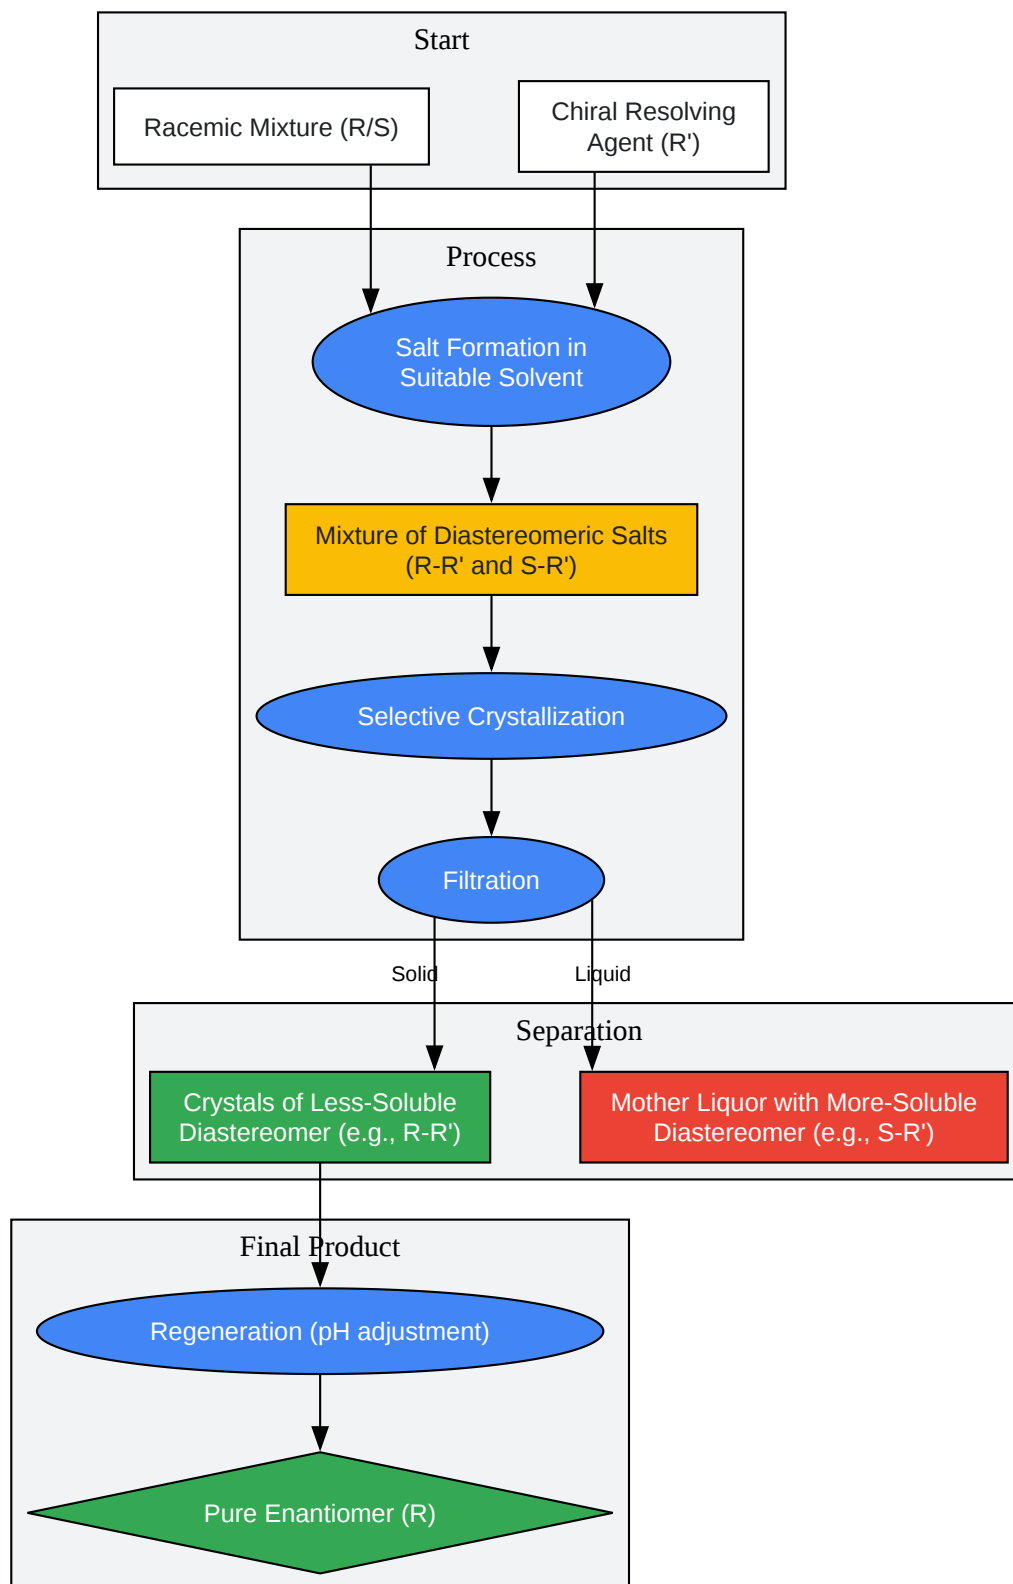 Start
Racemic Mixture (R/S)
Chiral Resolving
Agent (R')
Process
Salt Formation in
Suitable Solvent
Mixture of Diastereomeric Salts
(R-R' and S-R')
Selective Crystallization
Filtration
Solid
Liquid
Separation
Crystals of Less-Soluble
Diastereomer (e.g., R-R')
Mother Liquor with More-Soluble
Diastereomer (e.g., S-R')
Final Product
Regeneration (pH adjustment)
Pure Enantiomer (R)